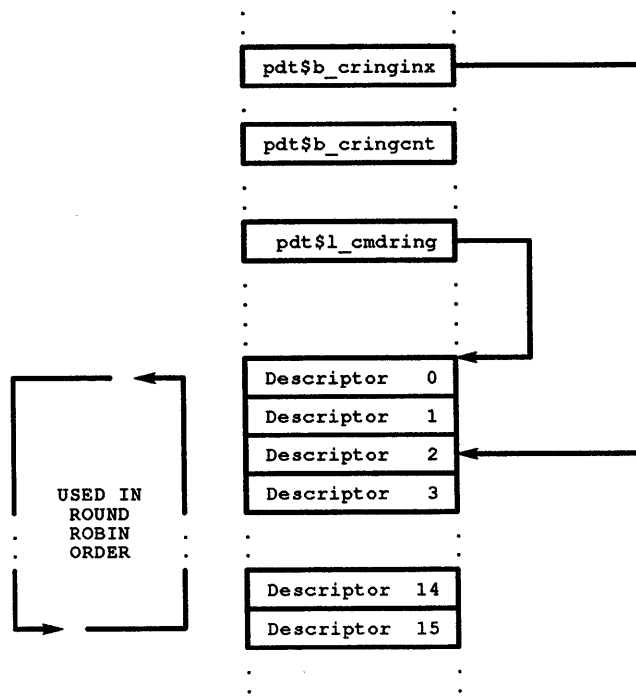 pdt$b_cringinx
pdt$b_cringcnt
pdt$l_cmdring
Descriptor 0
Descriptor 1
Descriptor 2
Descriptor 3
USED IN
ROUND
ROBIN
ORDER
Descriptor 14
Descriptor 15